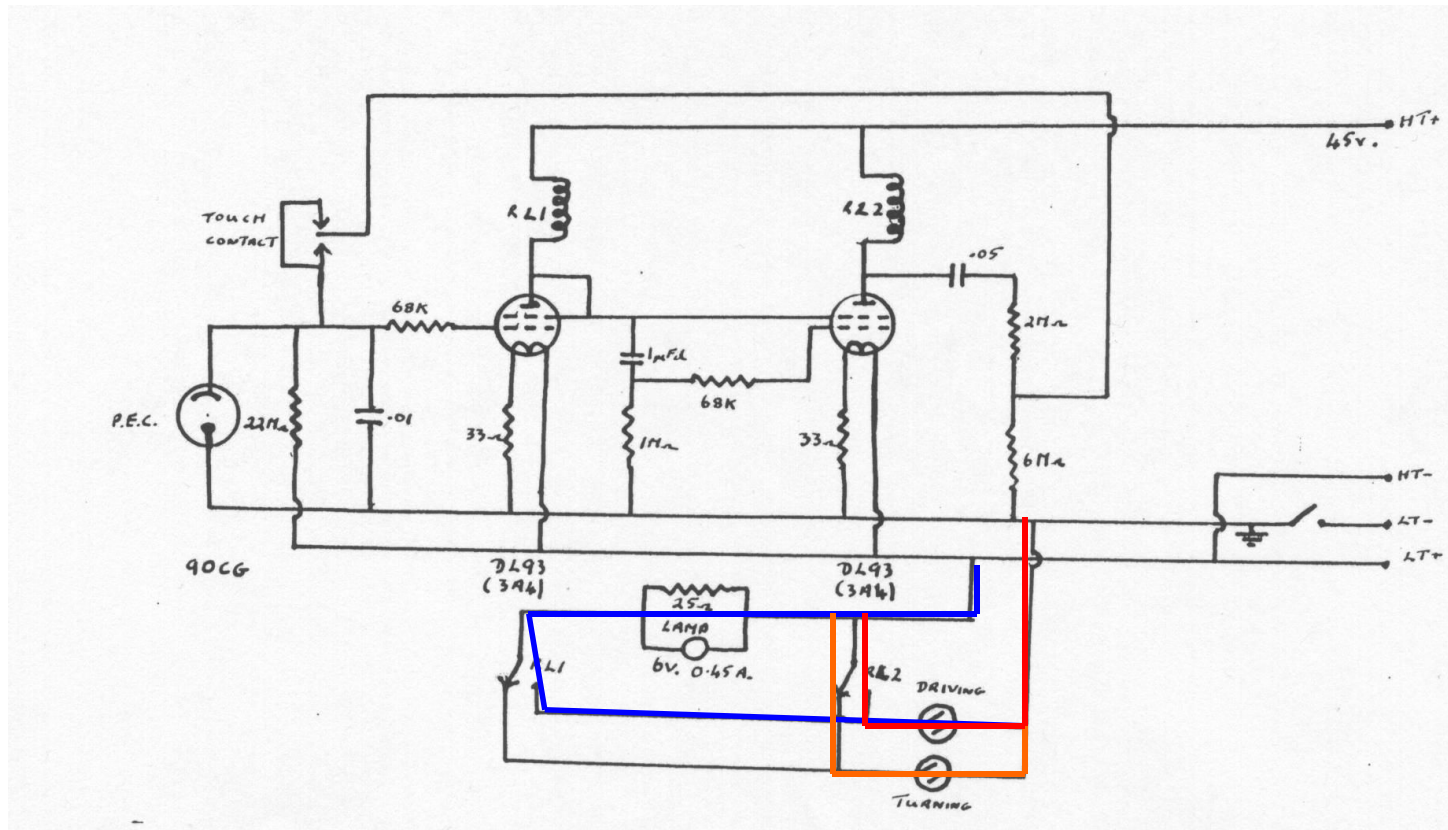 HT+
45v.
RL1
RL2
TOUCH
CONTACT
.05
68K
2MΩ
1µFd
P.E.C.
22MΩ
.01
68K
33Ω
1MΩ
33Ω
6MΩ
HT-
LT-
LT+
90CG
DL93
(3A4)
DL93
(3A4)
25Ω
LAMP
6V. 0.45A.
RL1
RL2
DRIVING
TURNING